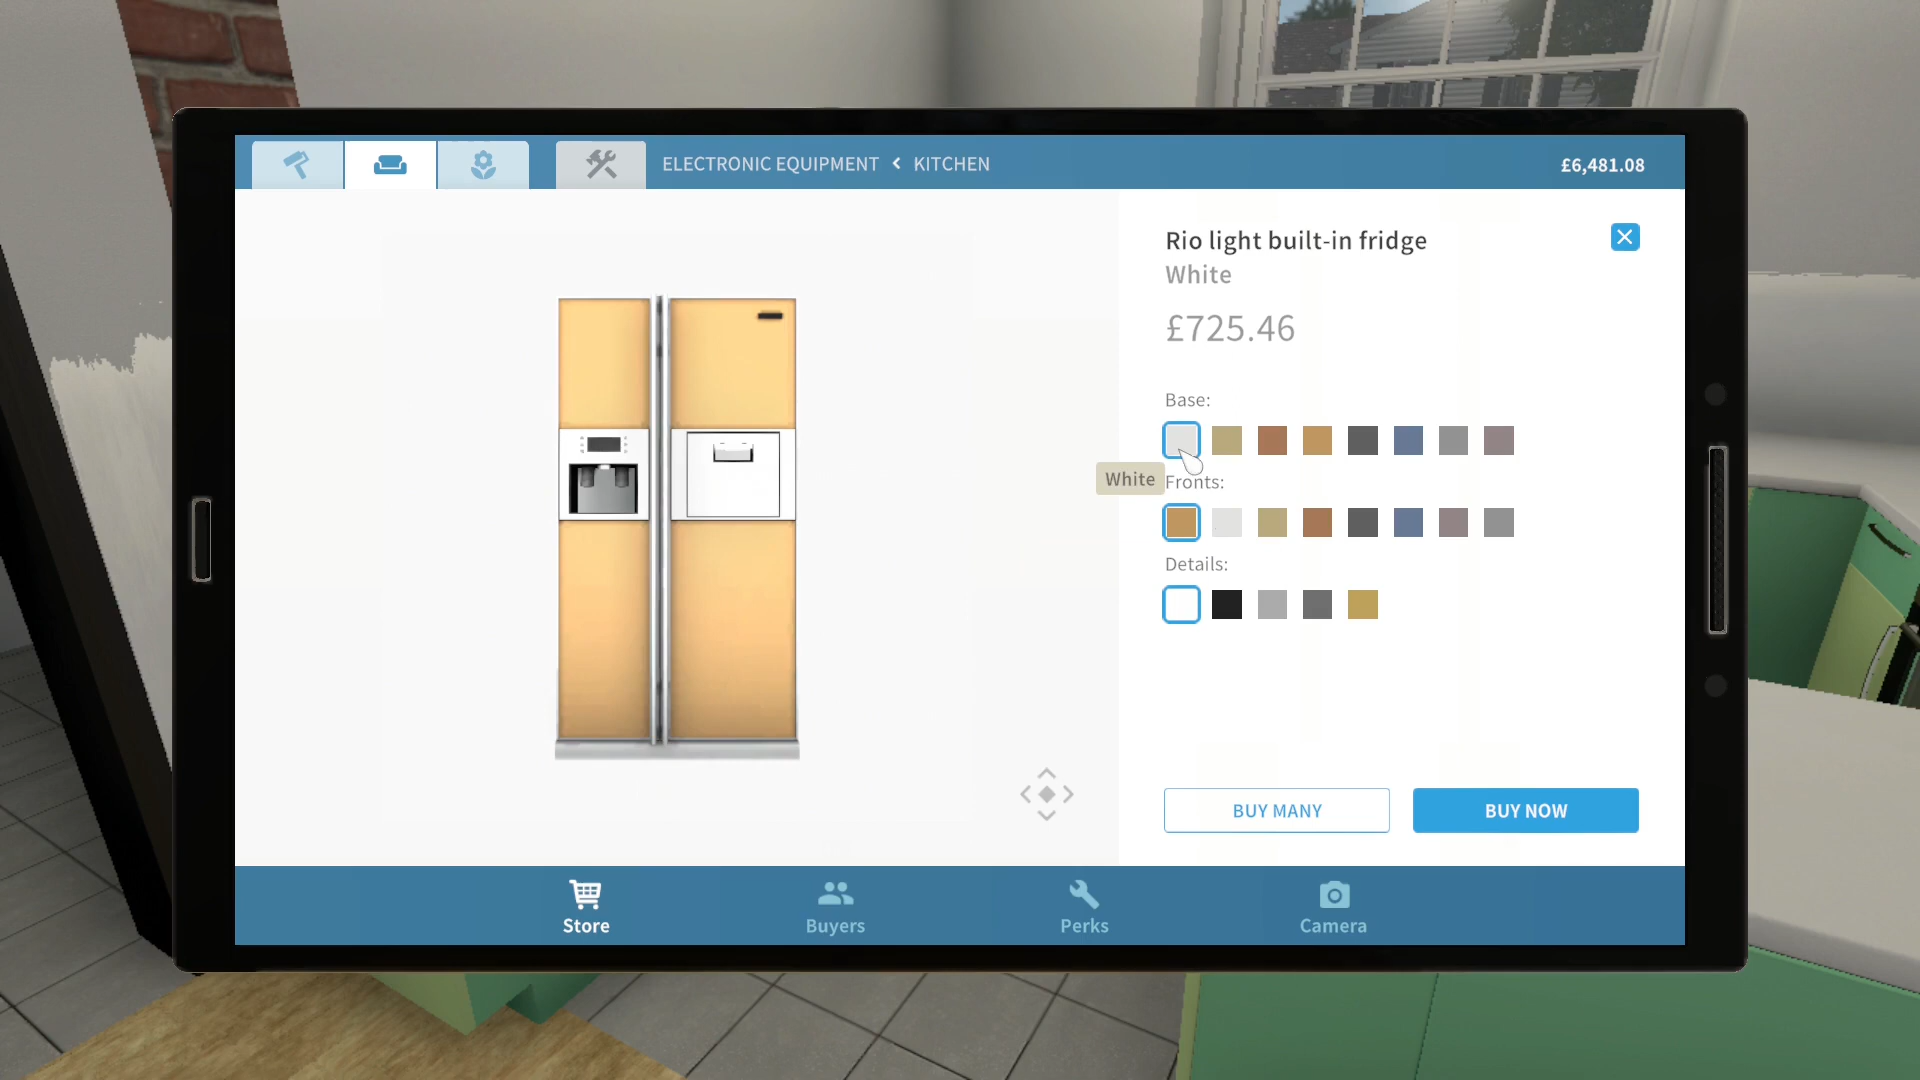 ELECTRONIC EQUIPMENT < KITCHEN
£6,481.08
Rio light built-in fridge
White
£725.46
Base:
White
Fronts:
Details:
BUY MANY
BUY NOW
Store
Buyers
Perks
Camera